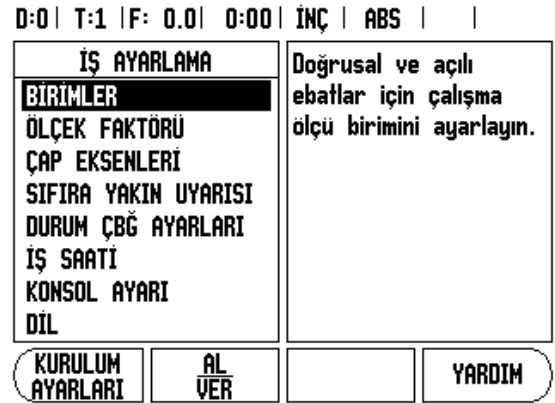 D:0 | T:1 | F: 0.0 | 0:00 | İNÇ | ABS | |
İŞ AYARLAMA
BİRİMLER
ÖLÇEK FAKTÖRÜ
ÇAP EKSENLERİ
SIFIRA YAKIN UYARISI
DURUM ÇBĞ AYARLARI
İŞ SAATİ
KONSOL AYARI
DİL
Doğrusal ve açılı
ebatlar için çalışma
ölçü birimini ayarlayın.
KURULUM
AYARLARI
AL
VER
YARDIM